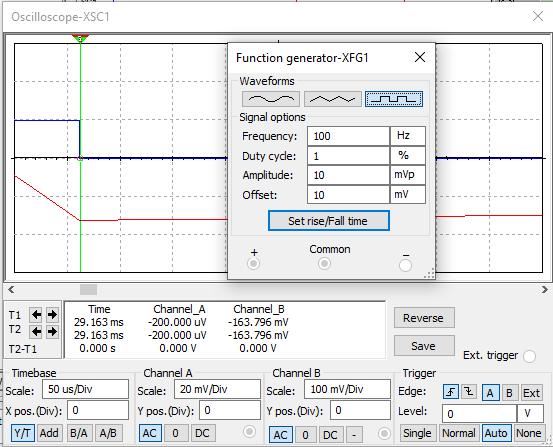 Oscilloscope-XSC1
Function generator-XFG1
Waveforms
Signal options
Frequency: 100 Hz
Duty cycle: 1 %
Amplitude: 10 mVp
Offset: 10 mV
Set rise/Fall time
+ Common −
Time Channel_A Channel_B
T1 29.163 ms -200.000 uV -163.796 mV
T2 29.163 ms -200.000 uV -163.796 mV
T2-T1 0.000 s 0.000 V 0.000 V
Reverse
Save
Ext. trigger
Timebase
Scale: 50 us/Div
X pos.(Div): 0
Y/T Add B/A A/B
Channel A
Scale: 20 mV/Div
Y pos.(Div): 0
AC 0 DC
Channel B
Scale: 100 mV/Div
Y pos.(Div): 0
AC 0 DC -
Trigger
Edge: A B Ext
Level: 0 V
Single Normal Auto None